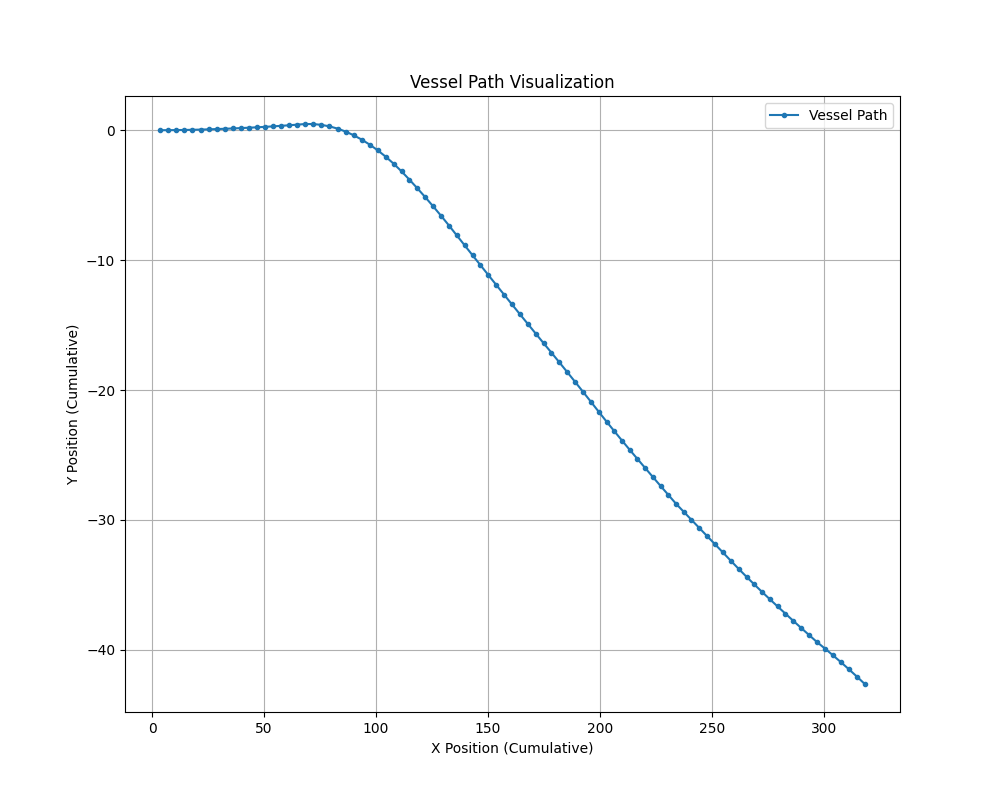 Vessel Path Visualization
Vessel Path
Y Position (Cumulative)
0
−10
−20
−30
−40
0 50 100 150 200 250 300
X Position (Cumulative)